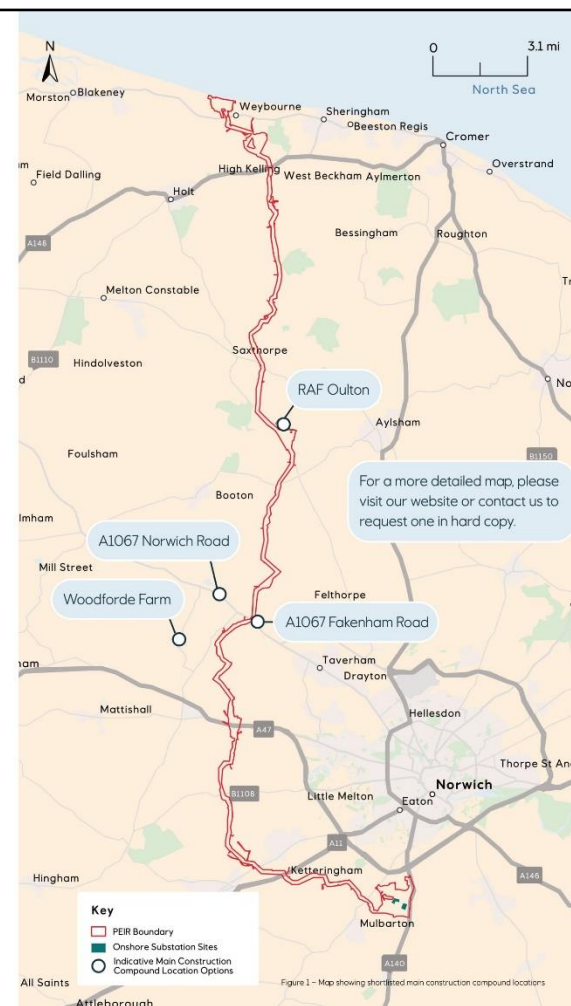 N
0 3.1 mi
North Sea
Morston
Blakeney
Weybourne
Sheringham
Beeston Regis
Cromer
Overstrand
Field Dalling
High Kelling
West Beckham
Aylmerton
Holt
A148
Bessingham
Roughton
Melton Constable
B1110
Hindolveston
Saxthorpe
RAF Oulton
Aylsham
B1150
Foulsham
For a more detailed map, please
visit our website or contact us to
request one in hard copy.
Booton
A1067 Norwich Road
Mill Street
Woodforde Farm
Felthorpe
A1067 Fakenham Road
Taverham
Drayton
Mattishall
Hellesdon
A47
Thorpe St An
Norwich
B1108
Little Melton
Eaton
A11
Ketteringham
A146
Hingham
Mulbarton
Key
PEIR Boundary
Onshore Substation Sites
Indicative Main Construction
Compound Location Options
A140
Figure 1 – Map showing shortlisted main construction compound locations
All Saints
Attleborough